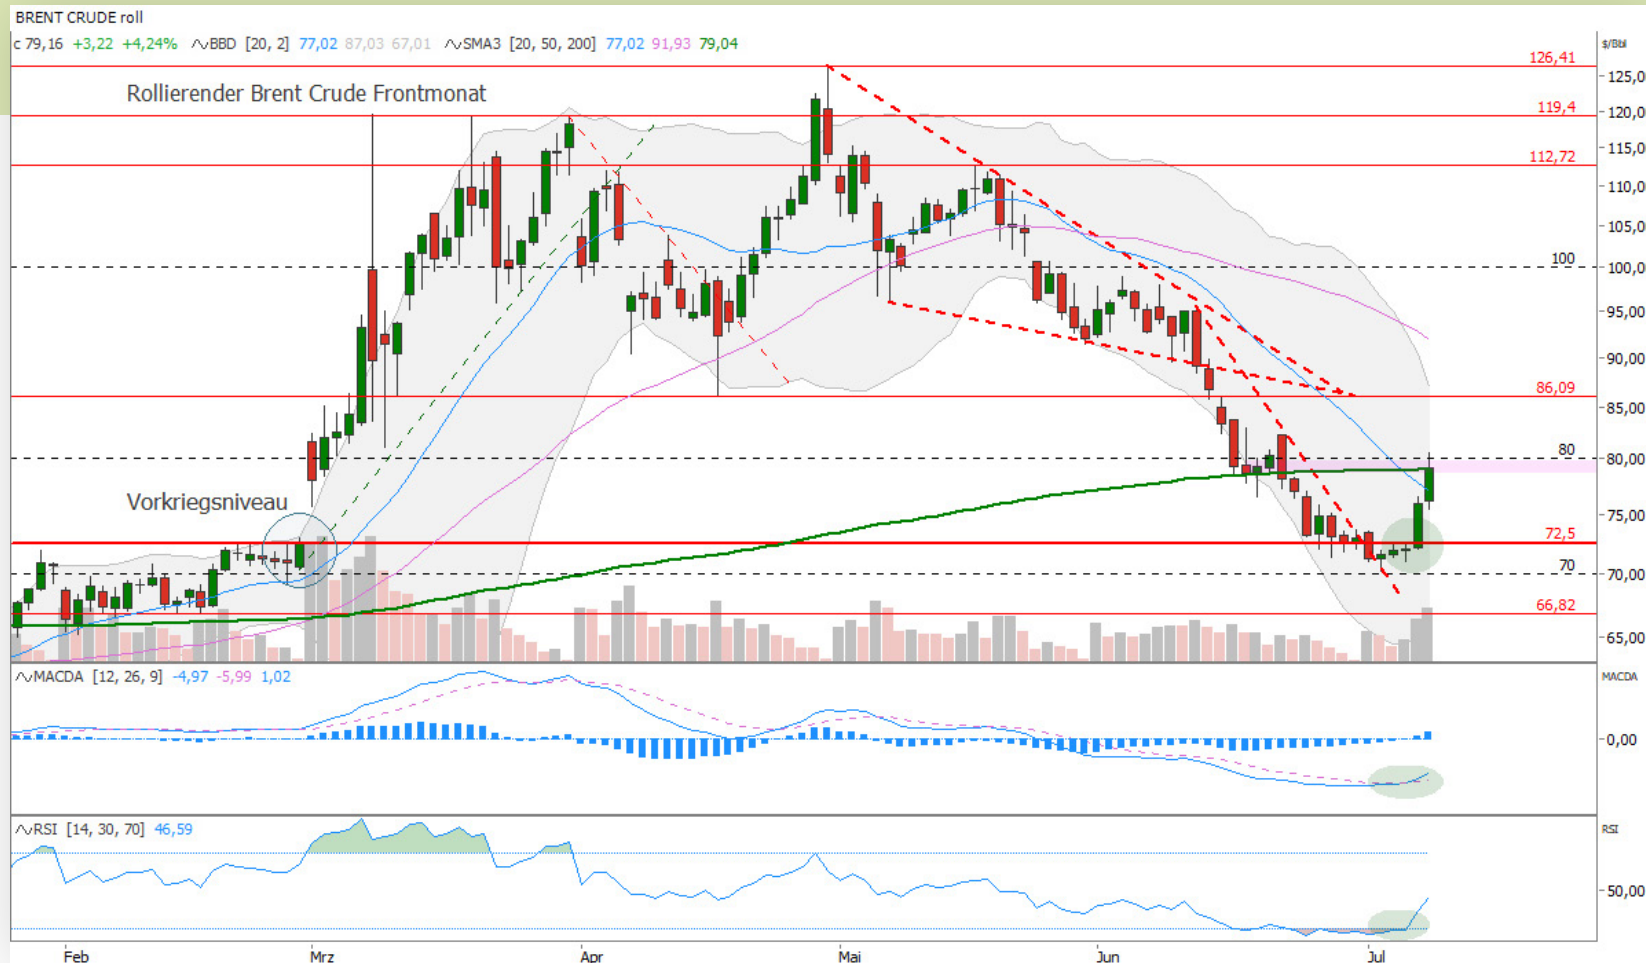 BRENT CRUDE roll
c 79,16 +3,22 +4,24% BBD [20, 2] 77,02 87,03 67,01 SMA3 [20, 50, 200] 77,02 91,93 79,04
$/Bbl
126,41
125,0
Rollierender Brent Crude Frontmonat
119,4
120,0
115,0
112,72
110,0
105,0
100
100,0
95,00
90,00
86,09
85,00
80
80,00
Vorkriegsniveau
75,00
72,5
70
70,00
66,82
65,00
MACDA [12, 26, 9] -4,97 -5,99 1,02
MACDA
0,00
RSI [14, 30, 70] 46,59
RSI
50,00
Feb Mrz Apr Mai Jun Jul